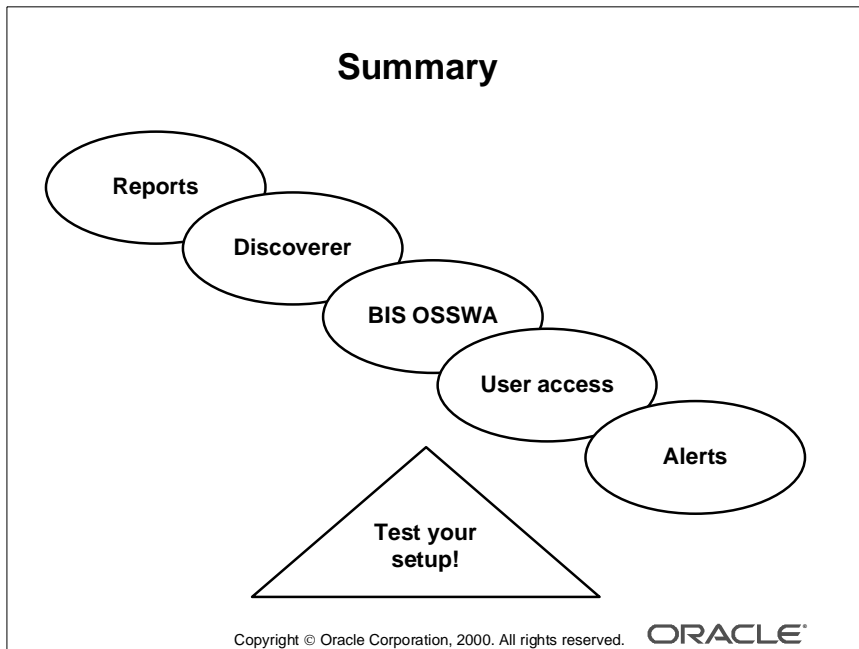 Summary
Reports
Discoverer
BIS OSSWA
User access
Alerts
Test your
setup!
Copyright © Oracle Corporation, 2000. All rights reserved.
ORACLE®